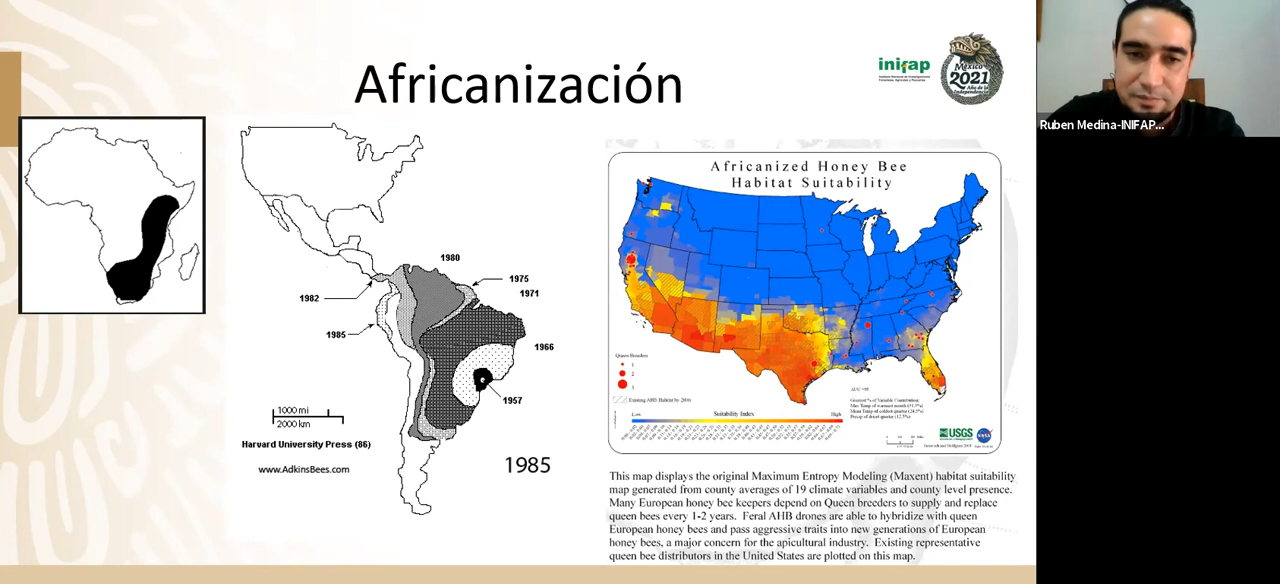 Africanización
inifap
México
2021
Año de la
Independencia
Ruben Medina-INIFAP...
1980
1975
1971
1982
1985
1966
1957
1000 mi
2000 km
Harvard University Press (86)
www.AdkinsBees.com
1985
Africanized Honey Bee
Habitat Suitability
Queen Breeders
1
2
3
Existing AHB Habitat by 2006
Low
Suitability Index
High
AUC
Greatest % of Variable Contribution:
Max Temp of warmest month
Mean Temp of coldest quarter
Precip of driest quarter
USGS
NASA
This map displays the original Maximum Entropy Modeling (Maxent) habitat suitability
map generated from county averages of 19 climate variables and county level presence.
Many European honey bee keepers depend on Queen breeders to supply and replace
queen bees every 1-2 years. Feral AHB drones are able to hybridize with queen
European honey bees and pass aggressive traits into new generations of European
honey bees, a major concern for the apicultural industry. Existing representative
queen bee distributors in the United States are plotted on this map.